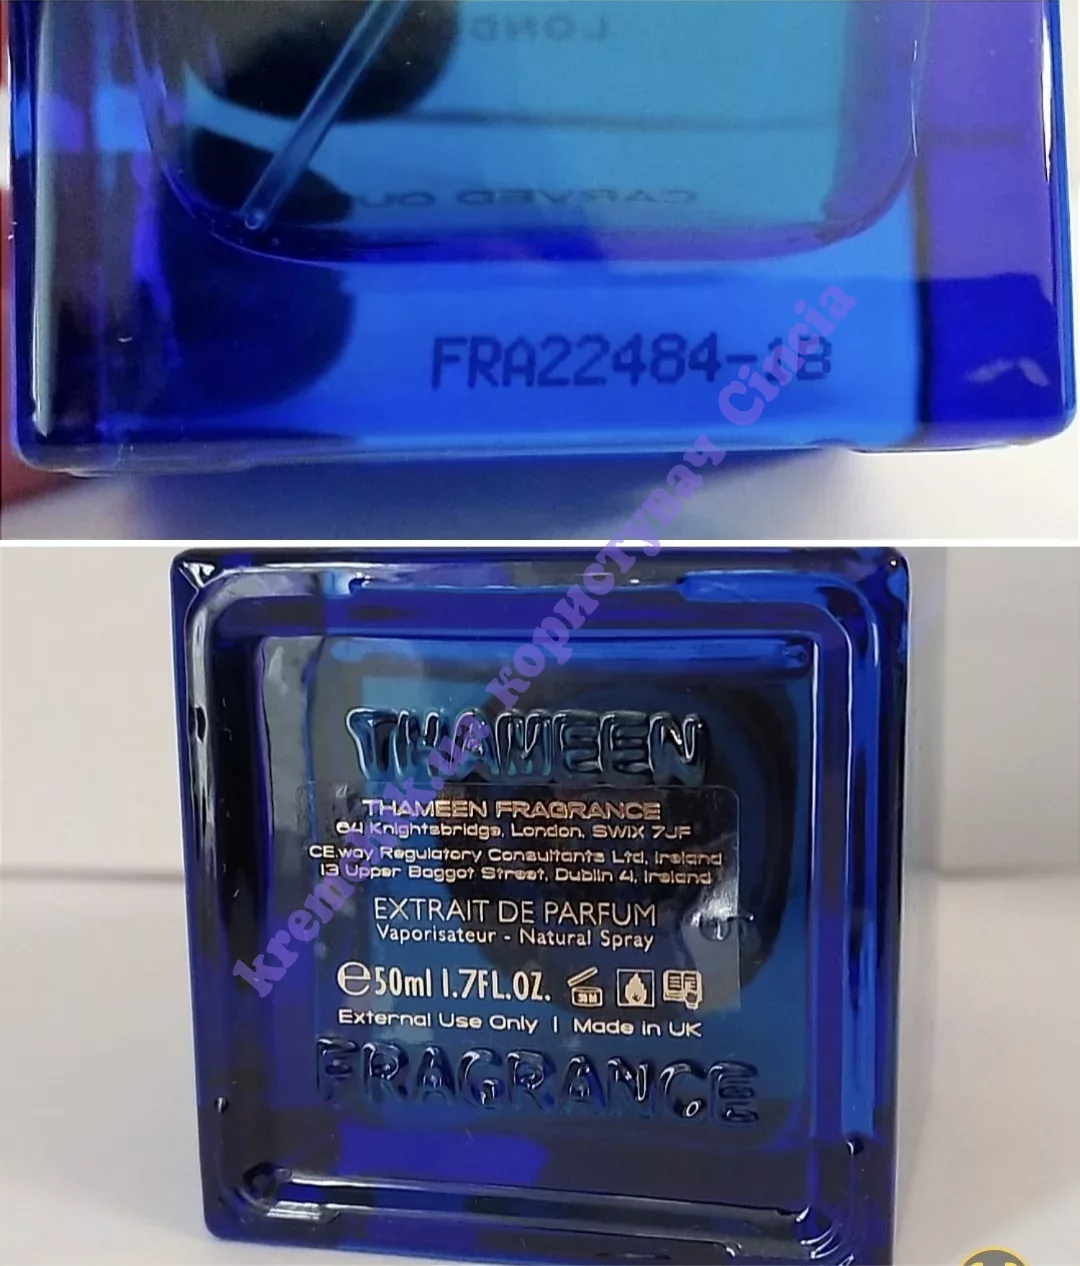 LONDON
CARVED OUD
FRA22484-18
kremchik.ua користувач Cincia
THAMEEN
THAMEEN FRAGRANCE
64 Knightsbridge, London, SW1X 7JF
CE.way Regulatory Consultants Ltd, Ireland
13 Upper Baggot Street, Dublin 4, Ireland
EXTRAIT DE PARFUM
Vaporisateur - Natural Spray
℮50ml 1.7FL.OZ.
External Use Only | Made in UK
FRAGRANCE